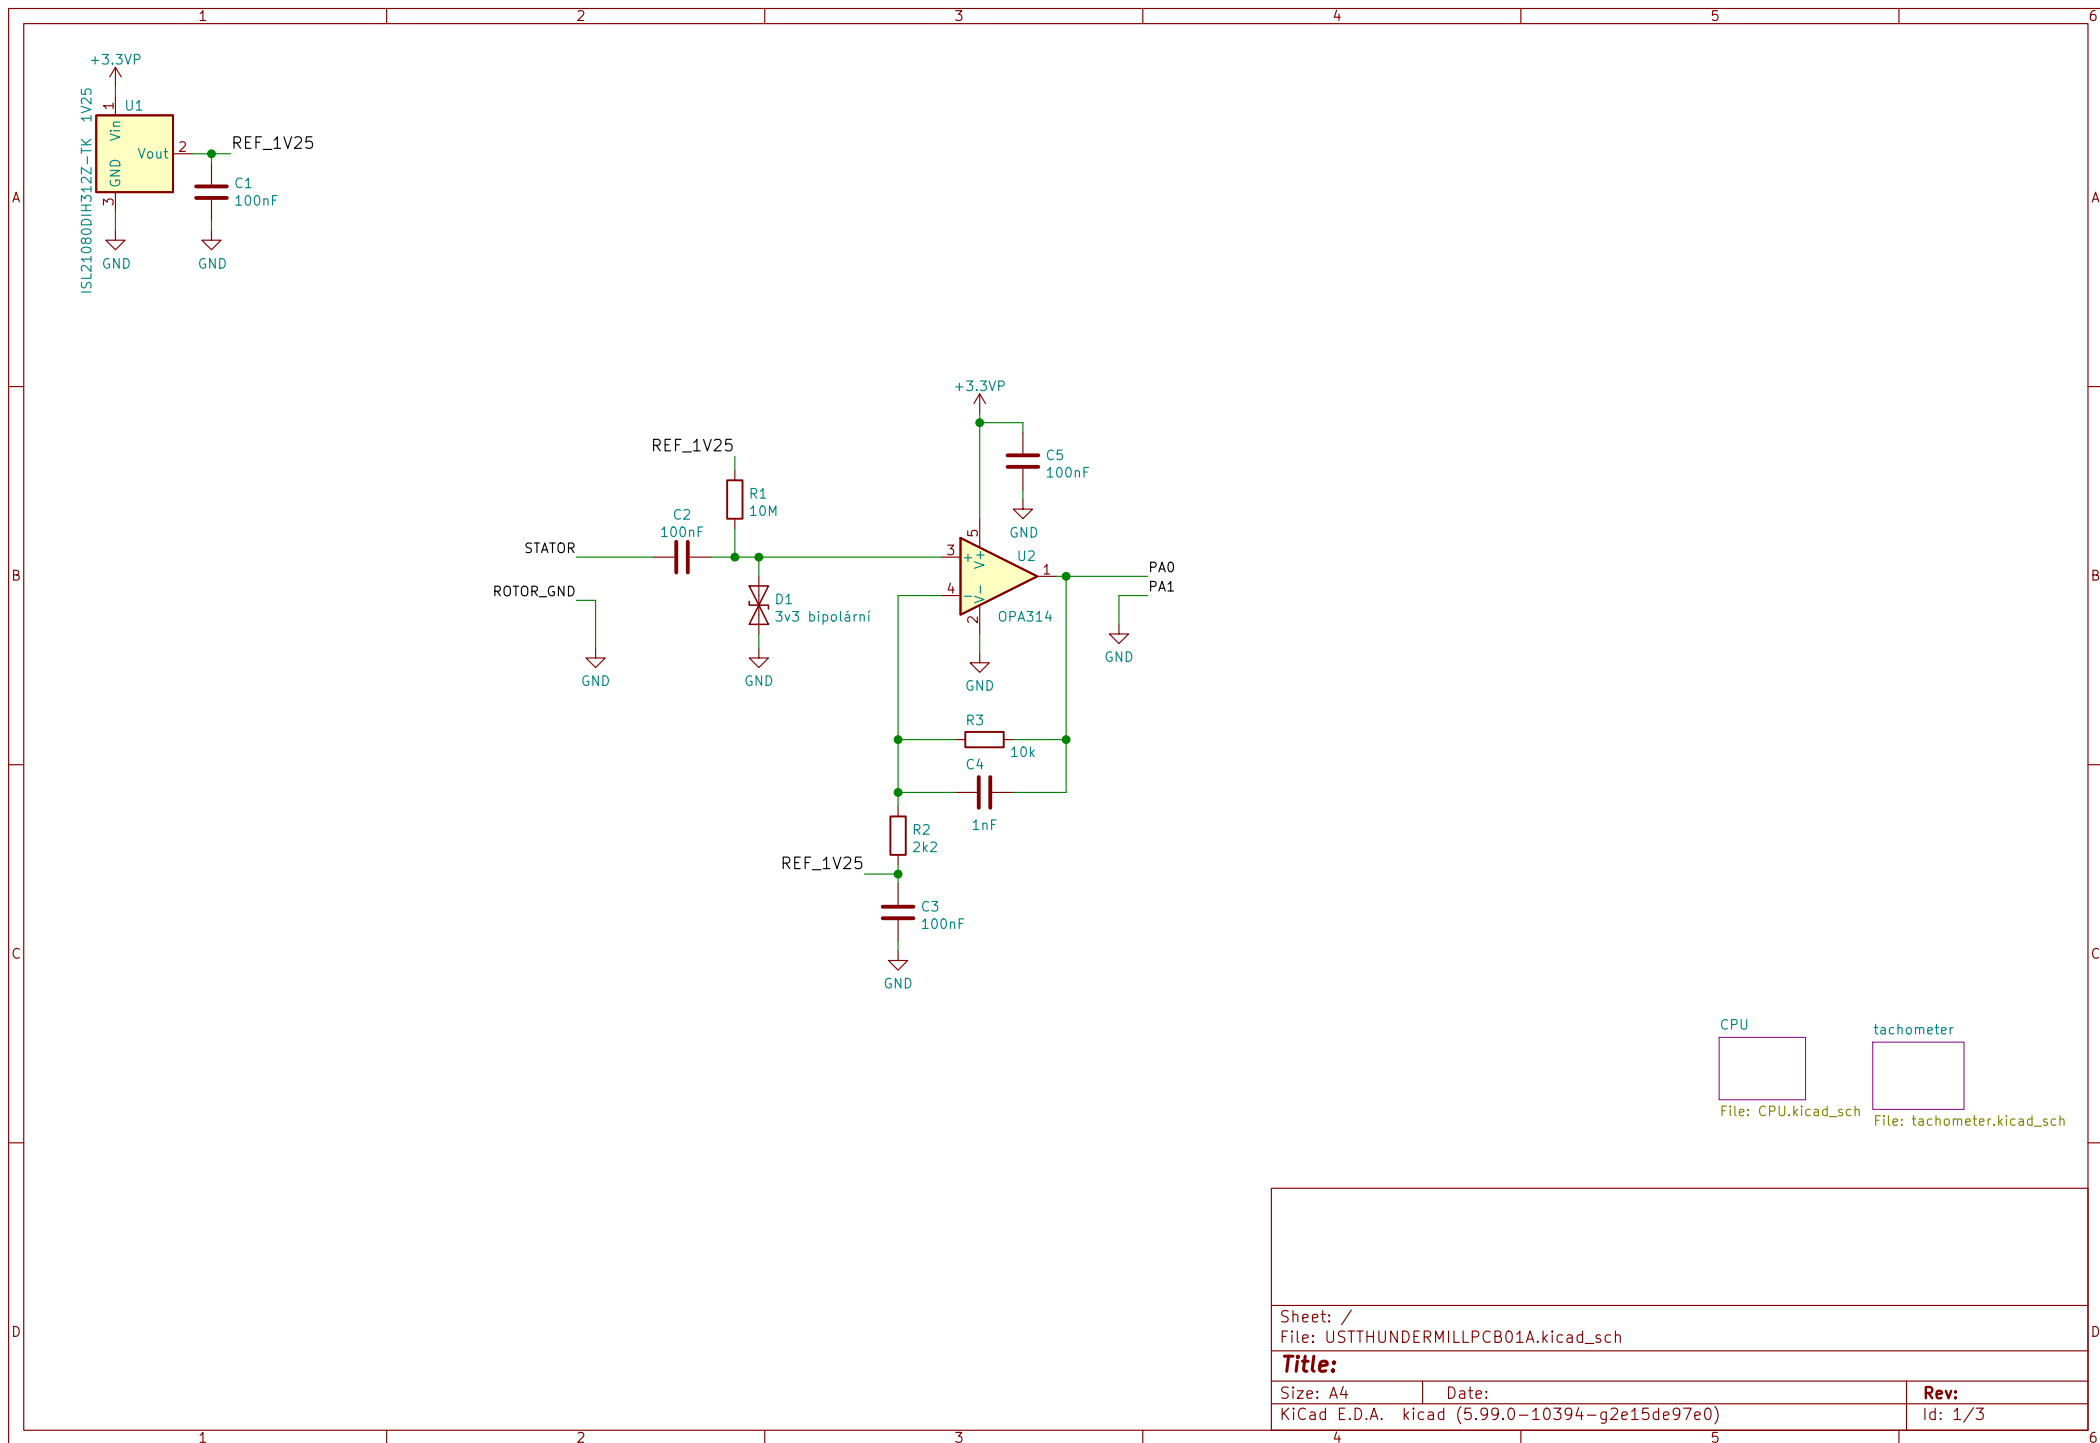 1 2 3 4 5 6
+3.3VP
1
U1
Vin
Vout
GND
2
3
ISL21080DIH312Z-TK 1V25
REF_1V25
C1
100nF
GND
GND
A
A
+3.3VP
REF_1V25
C5
100nF
GND
R1
10M
C2
100nF
STATOR
ROTOR_GND
GND
D1
3v3 bipolární
GND
5
3
+
V+
U2
1
4
-
V-
2
OPA314
GND
PA0
PA1
GND
B
B
R3
10k
C4
1nF
R2
2k2
REF_1V25
C3
100nF
GND
C
C
CPU
File: CPU.kicad_sch
tachometer
File: tachometer.kicad_sch
D
D
Sheet: /
File: USTTHUNDERMILLPCB01A.kicad_sch
Title:
Size: A4 Date: Rev:
KiCad E.D.A. kicad (5.99.0-10394-g2e15de97e0) Id: 1/3
1 2 3 4 5 6